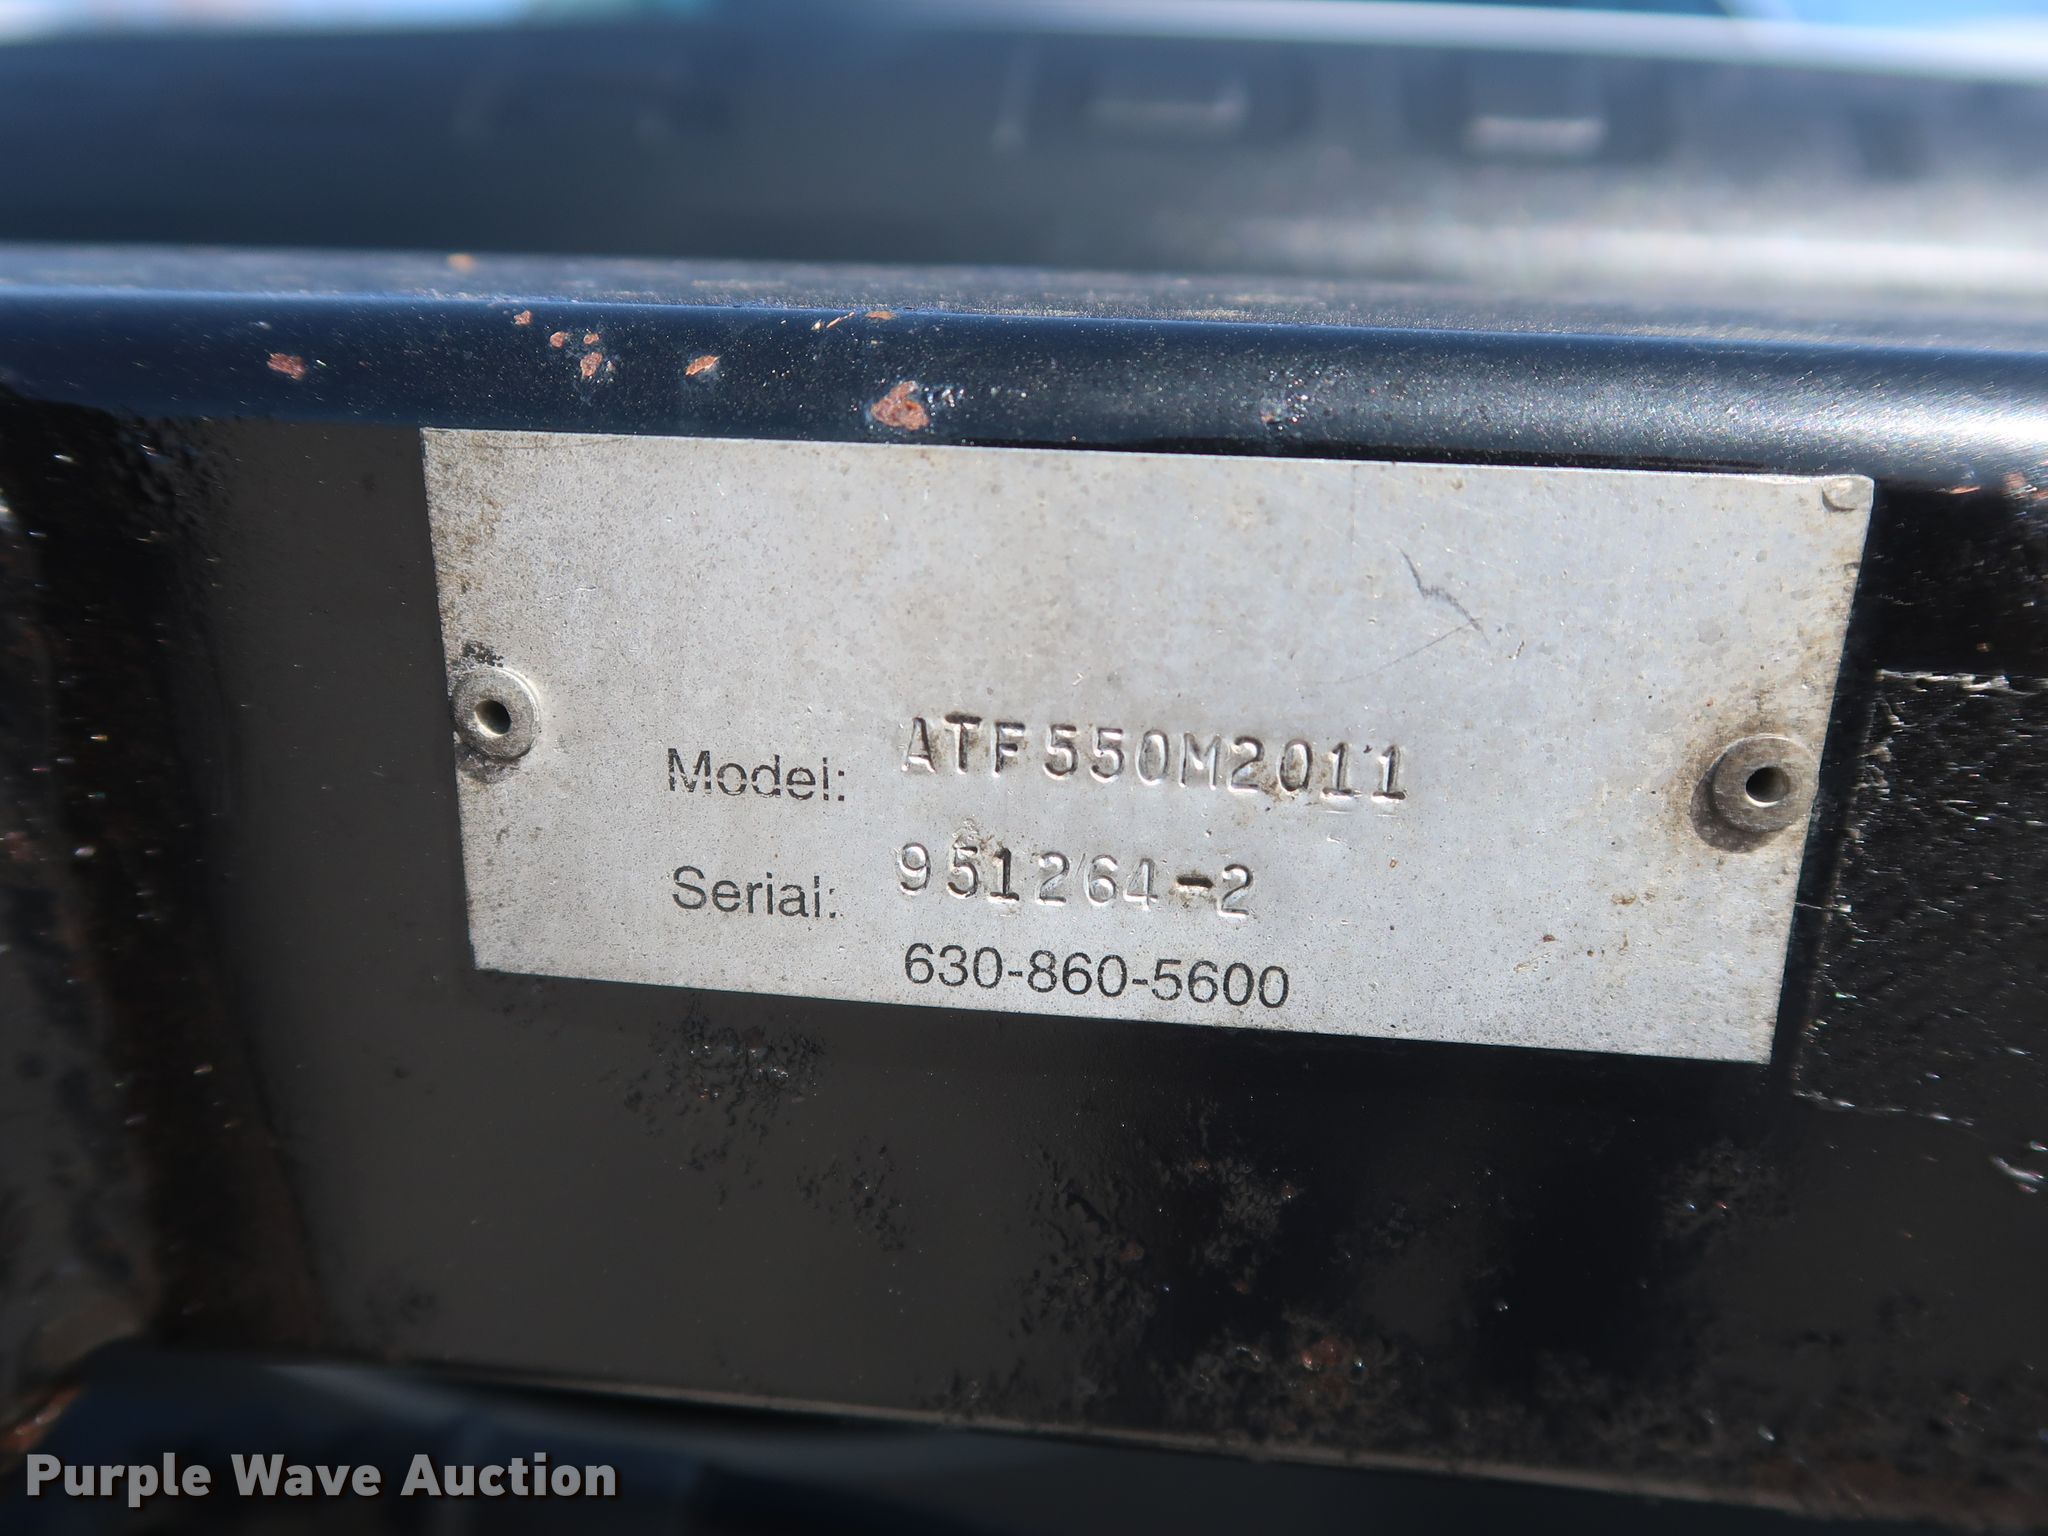 Model: ATF550M2011
Serial: 951264-2
630-860-5600
Purple Wave Auction